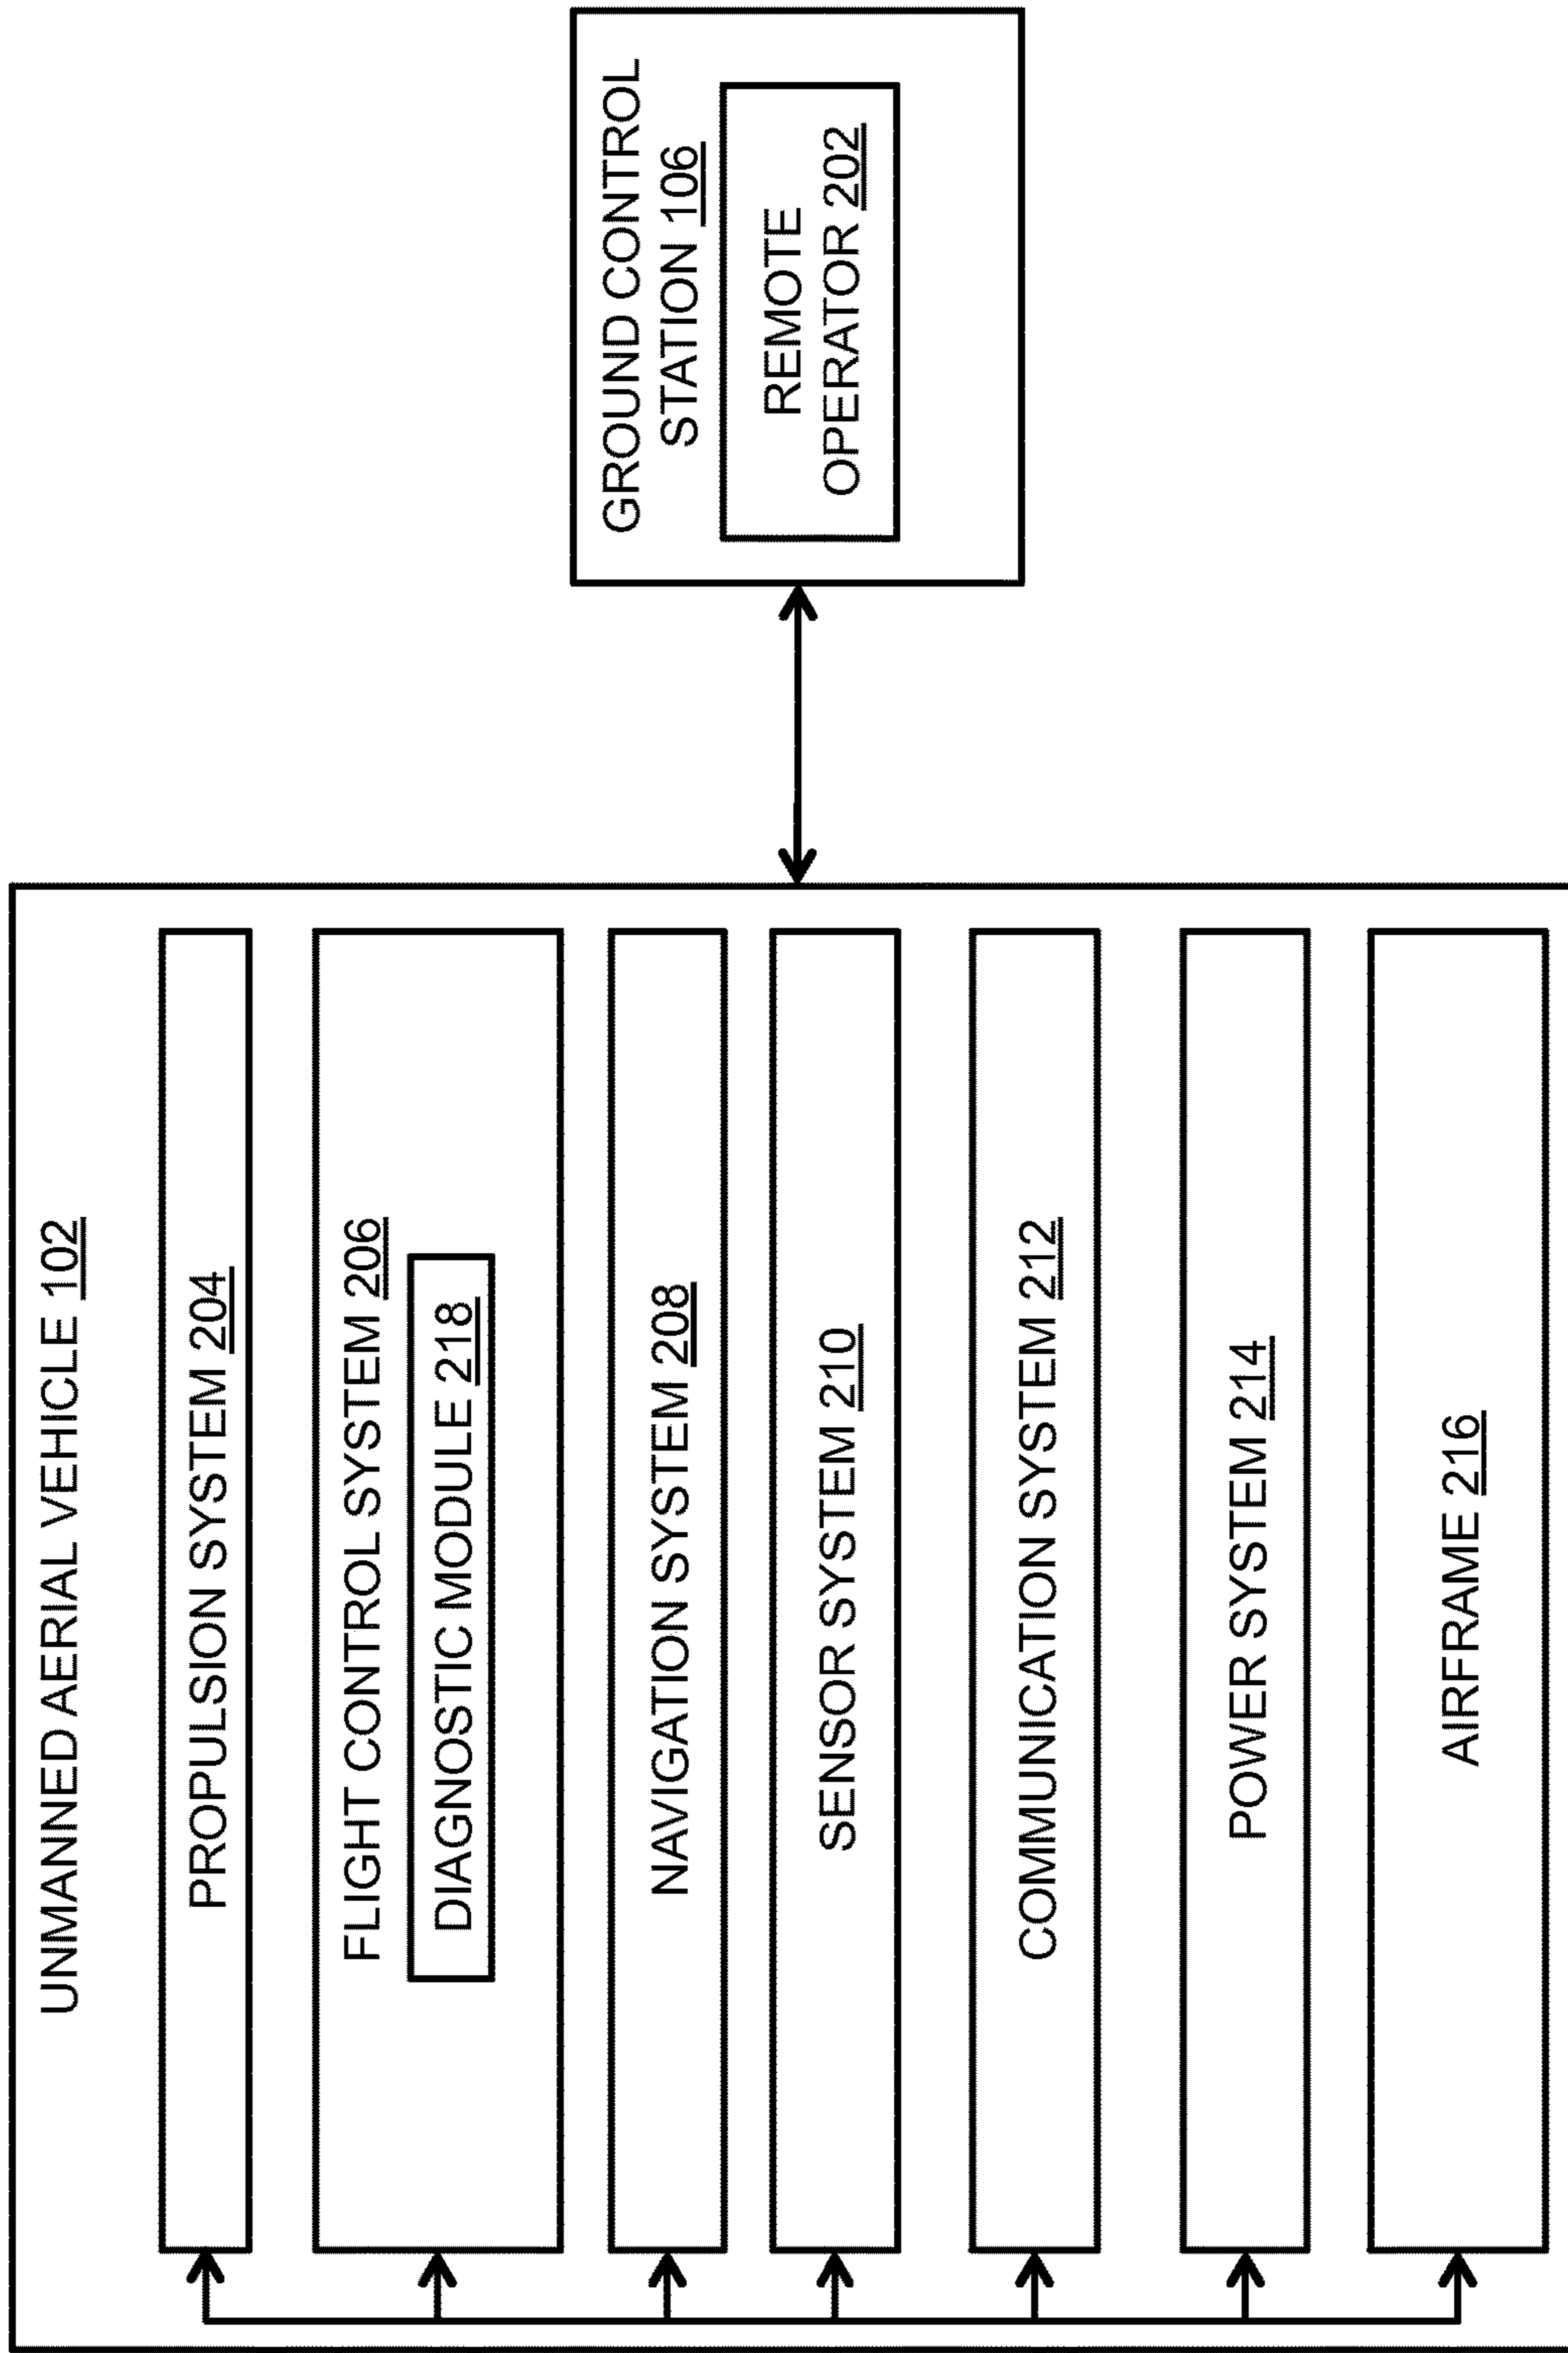 UNMANNED AERIAL VEHICLE 102
PROPULSION SYSTEM 204
FLIGHT CONTROL SYSTEM 206
DIAGNOSTIC MODULE 218
NAVIGATION SYSTEM 208
SENSOR SYSTEM 210
COMMUNICATION SYSTEM 212
POWER SYSTEM 214
AIRFRAME 216
GROUND CONTROL
STATION 106
REMOTE
OPERATOR 202